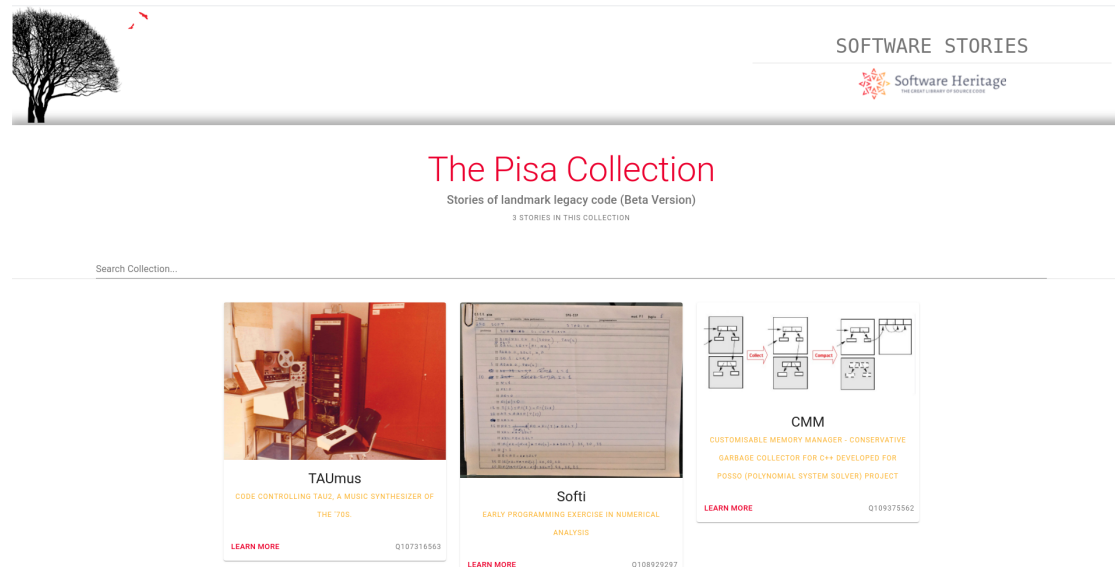 SOFTWARE STORIES
Software Heritage
THE GREAT LIBRARY OF SOURCE CODE
The Pisa Collection
Stories of landmark legacy code (Beta Version)
3 STORIES IN THIS COLLECTION
Search Collection...
TAUmus
CODE CONTROLLING TAU2, A MUSIC SYNTHESIZER OF
THE '70S.
LEARN MORE
Q107316563
Softi
EARLY PROGRAMMING EXERCISE IN NUMERICAL
ANALYSIS
LEARN MORE
Q108929297
Collect
Compact
CMM
CUSTOMISABLE MEMORY MANAGER - CONSERVATIVE
GARBAGE COLLECTOR FOR C++ DEVELOPED FOR
POSSO (POLYNOMIAL SYSTEM SOLVER) PROJECT
LEARN MORE
Q109375562